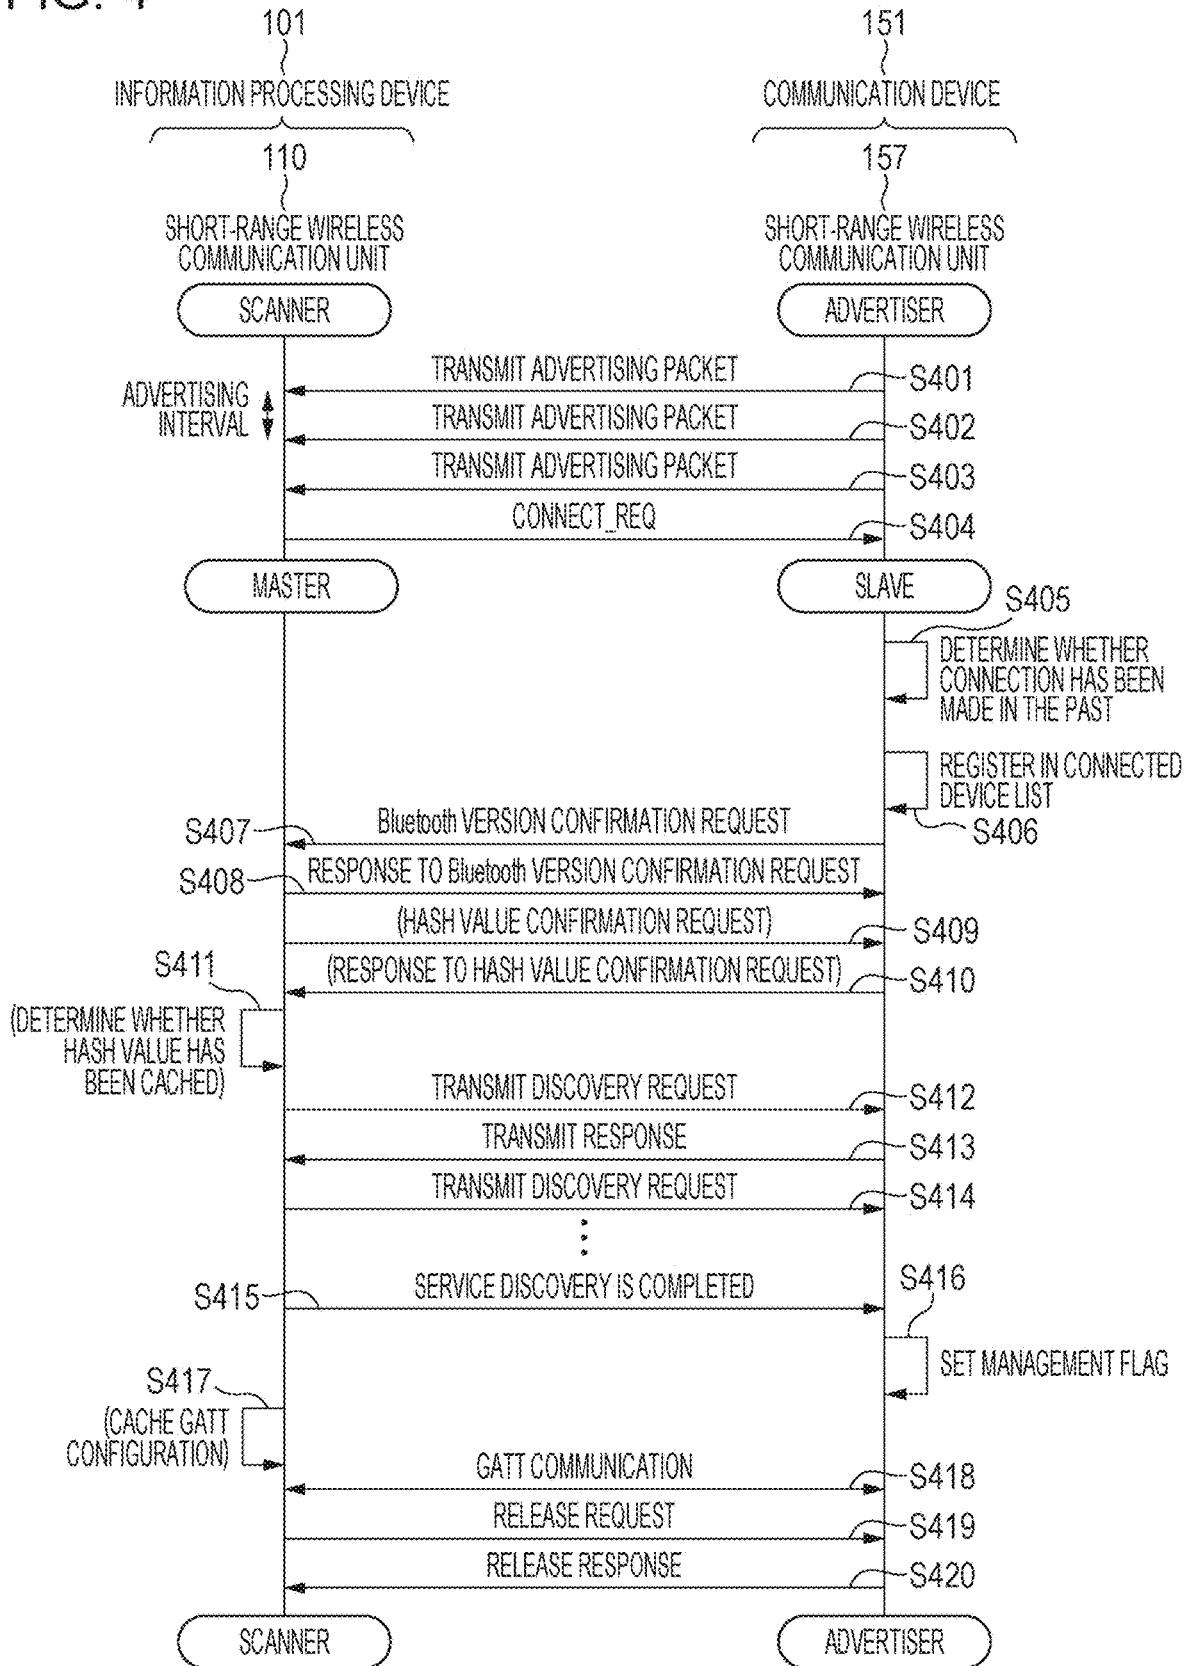 FIG. 4
101
151
INFORMATION PROCESSING DEVICE
COMMUNICATION DEVICE
110
157
SHORT-RANGE WIRELESS
COMMUNICATION UNIT
SHORT-RANGE WIRELESS
COMMUNICATION UNIT
SCANNER
ADVERTISER
TRANSMIT ADVERTISING PACKET
S401
ADVERTISING
INTERVAL
TRANSMIT ADVERTISING PACKET
S402
TRANSMIT ADVERTISING PACKET
S403
CONNECT_REQ
S404
MASTER
SLAVE
S405
DETERMINE WHETHER
CONNECTION HAS BEEN
MADE IN THE PAST
REGISTER IN CONNECTED
DEVICE LIST
S406
S407
Bluetooth VERSION CONFIRMATION REQUEST
S408
RESPONSE TO Bluetooth VERSION CONFIRMATION REQUEST
(HASH VALUE CONFIRMATION REQUEST)
S409
(RESPONSE TO HASH VALUE CONFIRMATION REQUEST)
S410
S411
(DETERMINE WHETHER
HASH VALUE HAS
BEEN CACHED)
TRANSMIT DISCOVERY REQUEST
S412
TRANSMIT RESPONSE
S413
TRANSMIT DISCOVERY REQUEST
S414
S415
SERVICE DISCOVERY IS COMPLETED
S416
SET MANAGEMENT FLAG
S417
(CACHE GATT
CONFIGURATION)
GATT COMMUNICATION
S418
RELEASE REQUEST
S419
RELEASE RESPONSE
S420
SCANNER
ADVERTISER